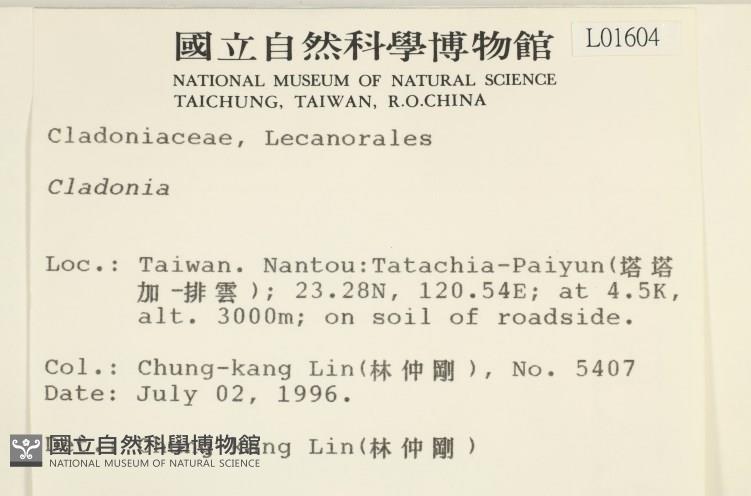 國立自然科學博物館
L01604
NATIONAL MUSEUM OF NATURAL SCIENCE
TAICHUNG, TAIWAN, R.O.CHINA
Cladoniaceae, Lecanorales
Cladonia
Loc.: Taiwan. Nantou:Tatachia-Paiyun(塔塔
加-排雲); 23.28N, 120.54E; at 4.5K,
alt. 3000m; on soil of roadside.
Col.: Chung-kang Lin(林仲剛), No. 5407
Date: July 02, 1996.
Lin(林仲剛)
國立自然科學博物館
NATIONAL MUSEUM OF NATURAL SCIENCE